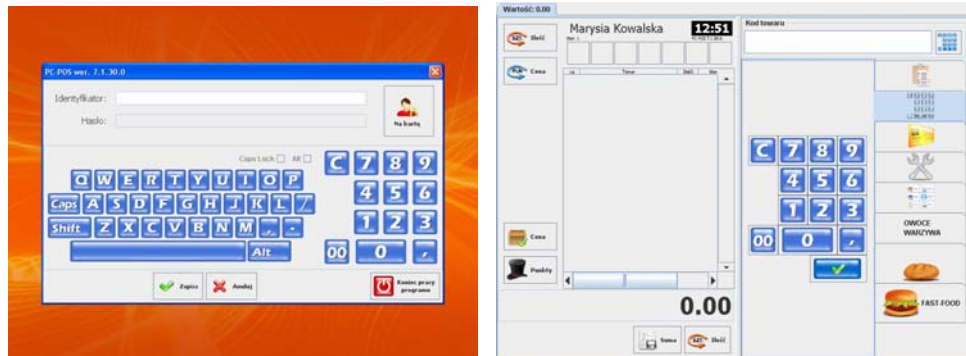 PC-POS wer. 7.1.30.0
Identyfikator:
Hasło:
Na kartę
Caps Lock Alt
Q W E R T Y U I O P
Caps A S D F G H J K L /
Shift Z X C V B N M , .
Alt
C 7 8 9
4 5 6
1 2 3
00 0 ,
Zapisz
Anuluj
Koniec pracy
programu
Wartość: 0.00
Ilość
Cena
Marysia Kowalska 12:51
Lp Towar Ilość
Cena
Punkty
0.00
Suma
Ilość
Kod towaru
C 7 8 9
4 5 6
1 2 3
00 0 ,
OWOCE
WARZYWA
FAST-FOOD